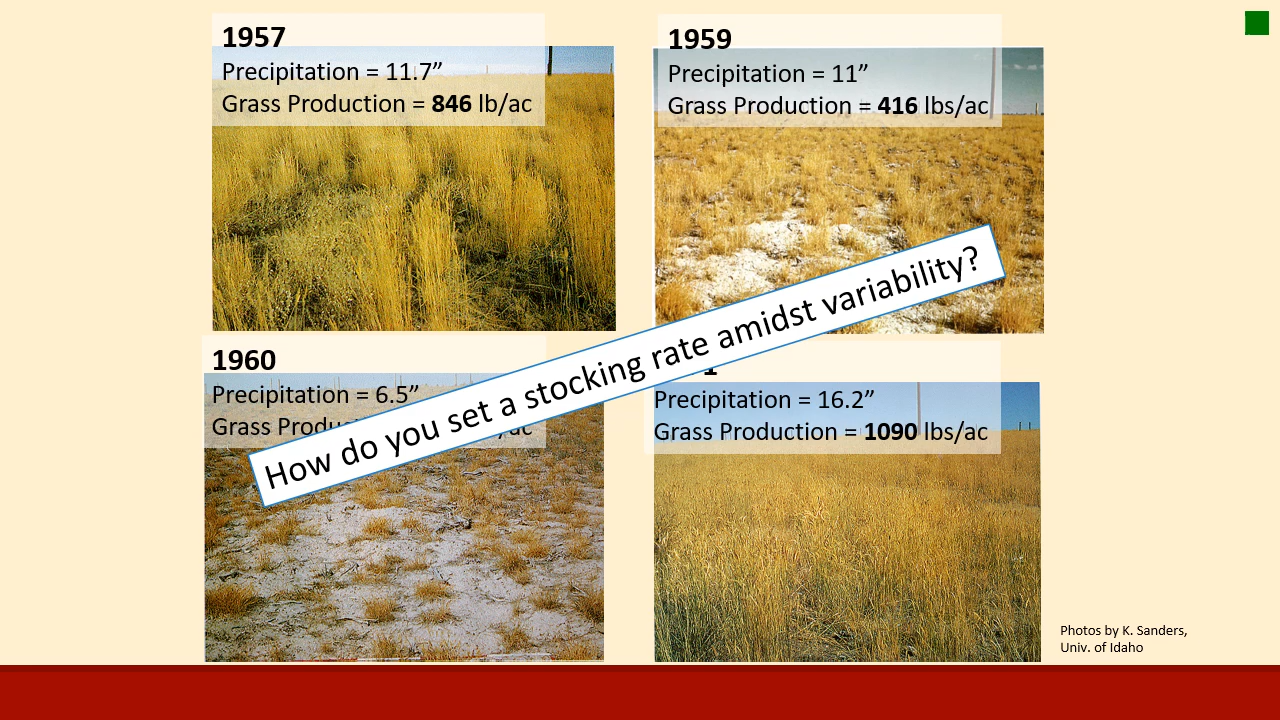 1957
Precipitation = 11.7”
Grass Production = 846 lb/ac
1959
Precipitation = 11”
Grass Production = 416 lbs/ac
How do you set a stocking rate amidst variability?
1960
Precipitation = 6.5”
Grass
Precipitation = 16.2”
Grass Production = 1090 lbs/ac
Photos by K. Sanders,
Univ. of Idaho